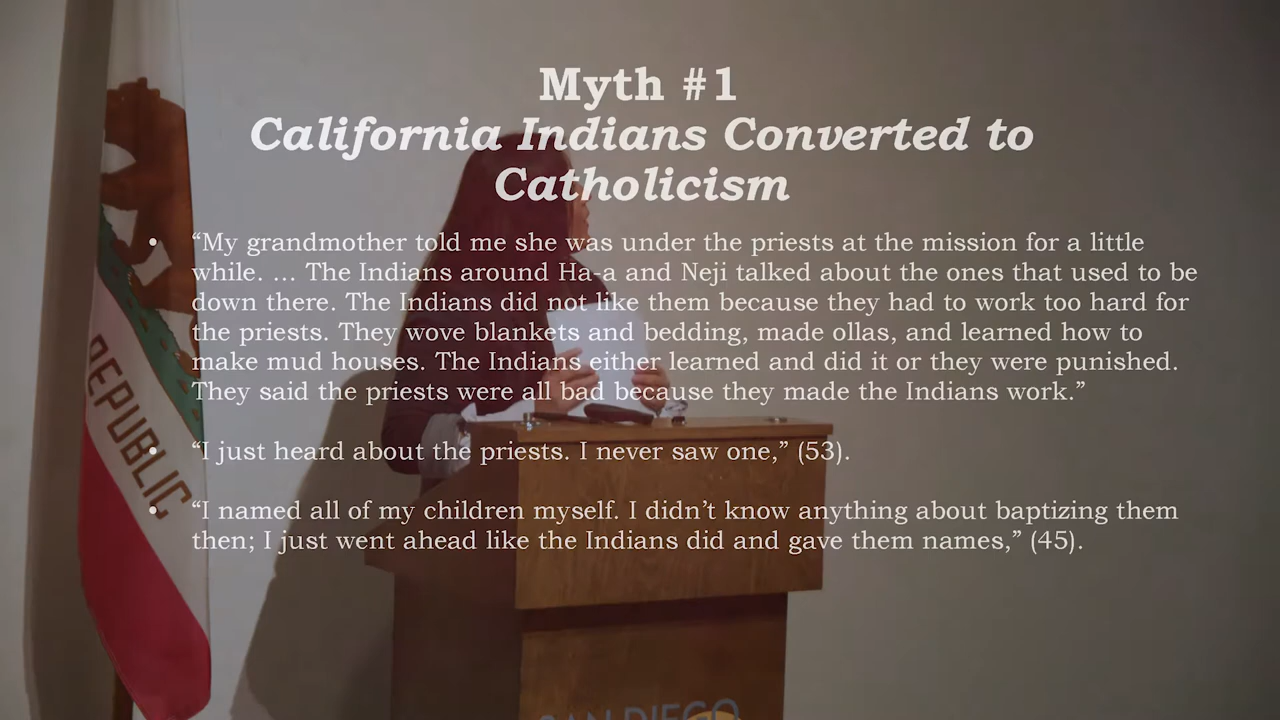 Myth #1
California Indians Converted to
Catholicism
• “My grandmother told me she was under the priests at the mission for a little
while. … The Indians around Ha-a and Neji talked about the ones that used to be
down there. The Indians did not like them because they had to work too hard for
the priests. They wove blankets and bedding, made ollas, and learned how to
make mud houses. The Indians either learned and did it or they were punished.
They said the priests were all bad because they made the Indians work.”
• “I just heard about the priests. I never saw one,” (53).
• “I named all of my children myself. I didn’t know anything about baptizing them
then; I just went ahead like the Indians did and gave them names,” (45).
REPUBLIC
SAN DIEGO